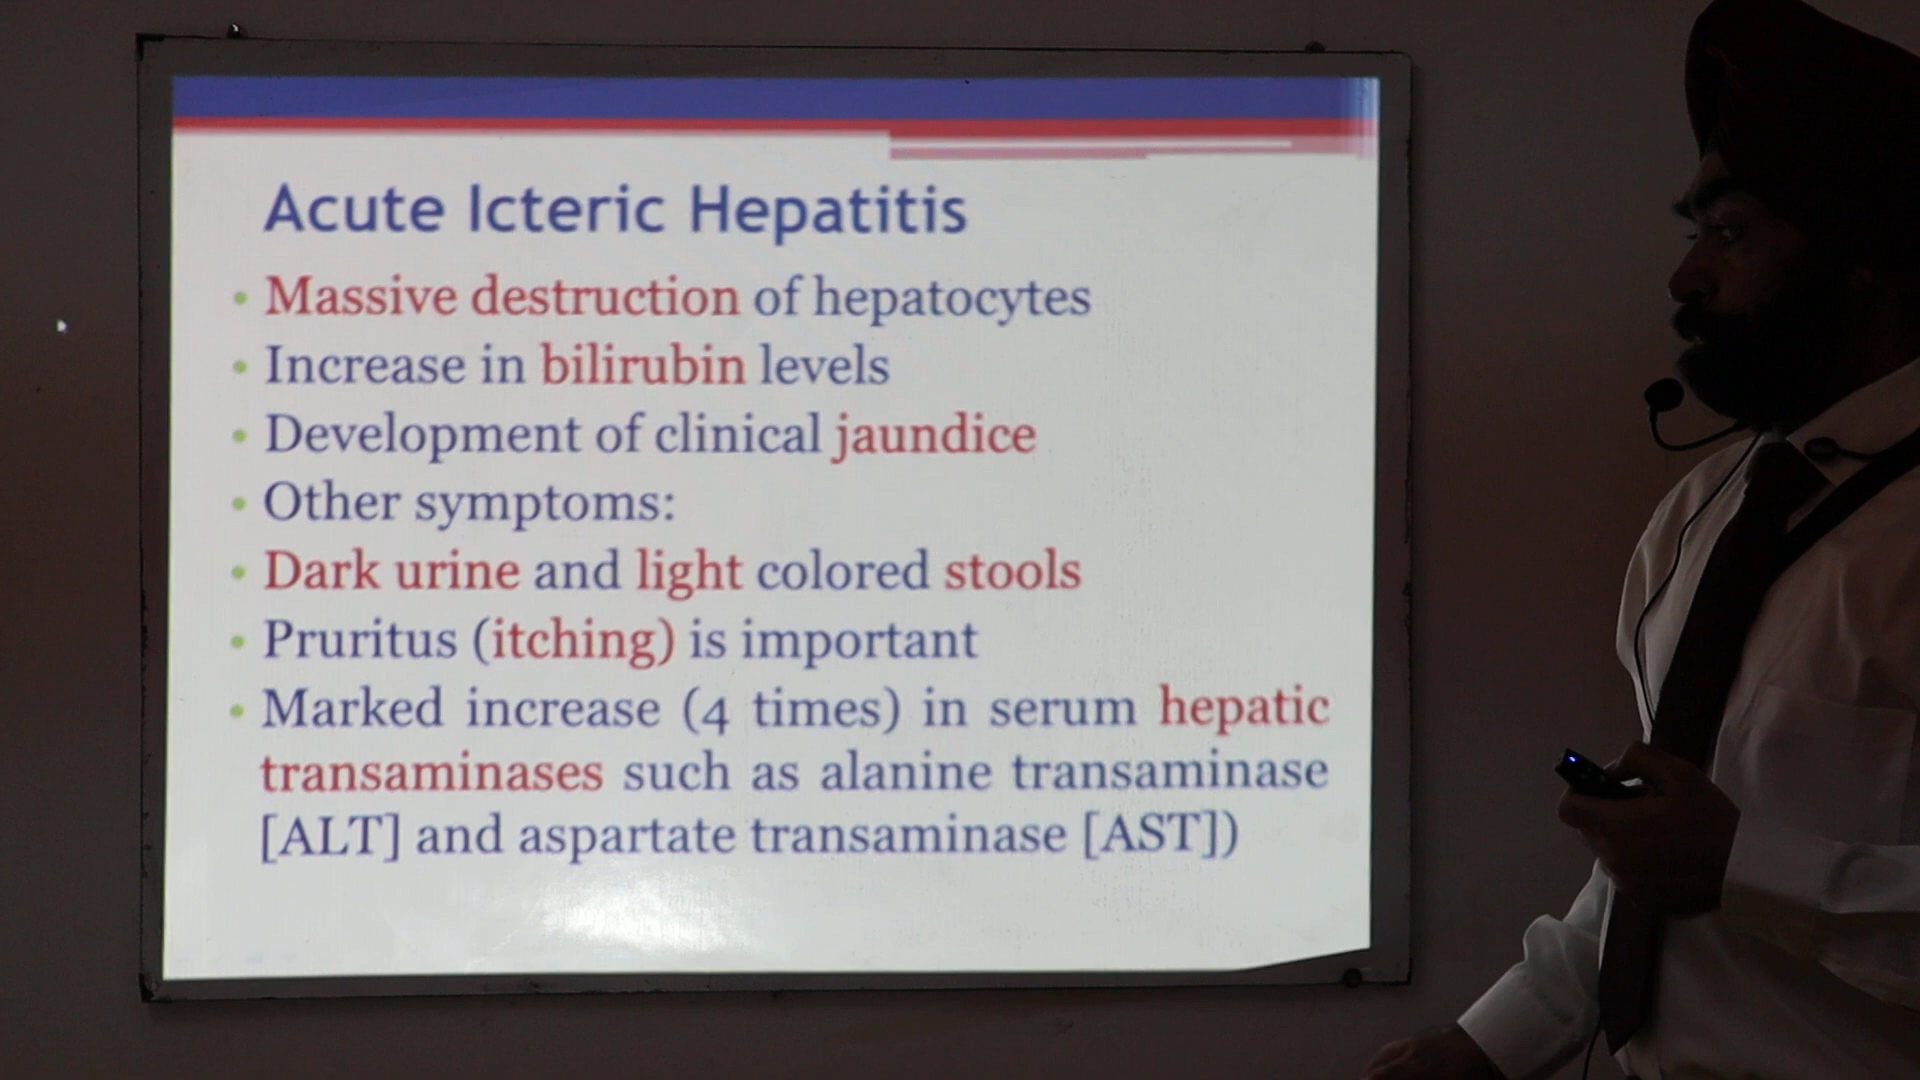 Acute Icteric Hepatitis
• Massive destruction of hepatocytes
• Increase in bilirubin levels
• Development of clinical jaundice
• Other symptoms:
• Dark urine and light colored stools
• Pruritus (itching) is important
• Marked increase (4 times) in serum hepatic
transaminases such as alanine transaminase
[ALT] and aspartate transaminase [AST])